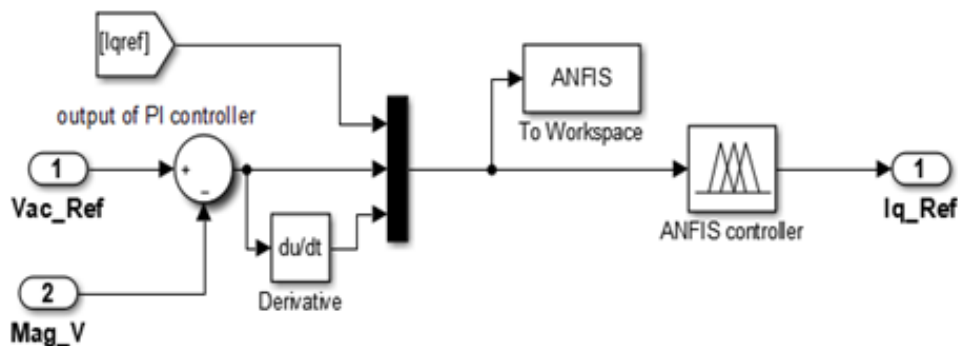 [Iqref]
output of PI controller
ANFIS
To Workspace
1
+
−
Vac_Ref
du/dt
Derivative
ANFIS controller
1
Iq_Ref
2
Mag_V